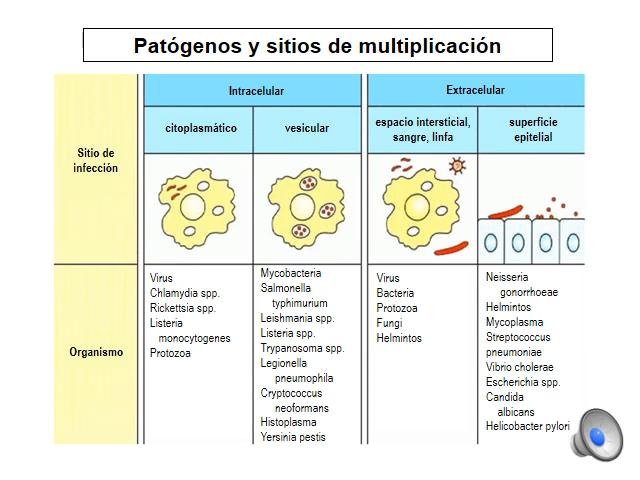 Patógenos y sitios de multiplicación
Intracelular
Extracelular
citoplasmático
vesicular
espacio intersticial,
sangre, linfa
superficie
epitelial
Sitio de
infección
Organismo
Virus
Chlamydia spp.
Rickettsia spp.
Listeria
monocytogenes
Protozoa
Mycobacteria
Salmonella
typhimurium
Leishmania spp.
Listeria spp.
Trypanosoma spp.
Legionella
pneumophila
Cryptococcus
neoformans
Histoplasma
Yersinia pestis
Virus
Bacteria
Protozoa
Fungi
Helmintos
Neisseria
gonorrhoeae
Helmintos
Mycoplasma
Streptococcus
pneumoniae
Vibrio cholerae
Escherichia spp.
Candida
albicans
Helicobacter pylori